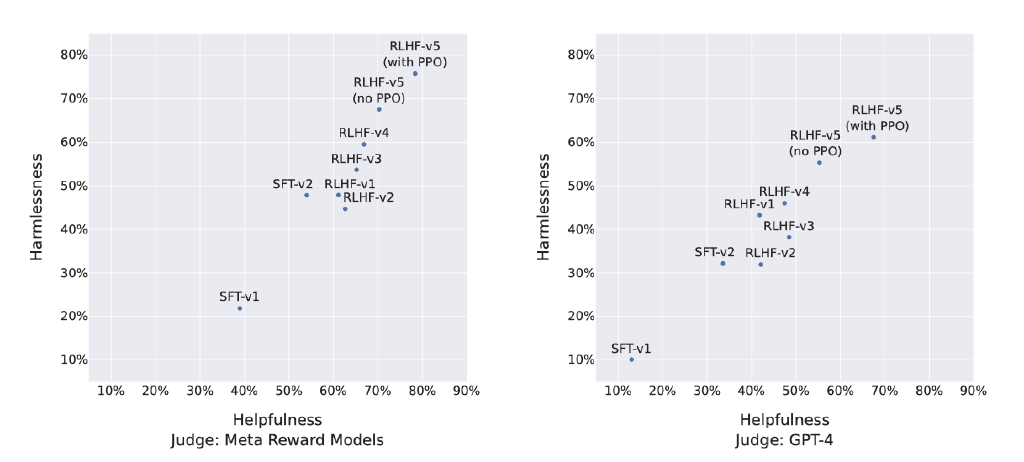 RLHF-v5
(with PPO)
RLHF-v5
(no PPO)
RLHF-v4
RLHF-v3
SFT-v2
RLHF-v1
RLHF-v2
SFT-v1
80%
70%
60%
50%
40%
30%
20%
10%
Harmlessness
10% 20% 30% 40% 50% 60% 70% 80% 90%
Helpfulness
Judge: Meta Reward Models
RLHF-v5
(with PPO)
RLHF-v5
(no PPO)
RLHF-v4
RLHF-v1
RLHF-v3
SFT-v2
RLHF-v2
SFT-v1
80%
70%
60%
50%
40%
30%
20%
10%
Harmlessness
10% 20% 30% 40% 50% 60% 70% 80% 90%
Helpfulness
Judge: GPT-4